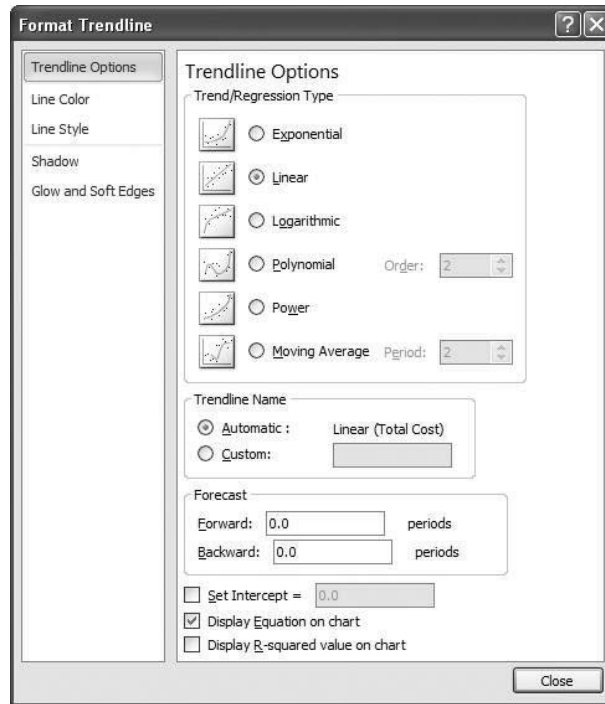 Format Trendline
Trendline Options
Line Color
Line Style
Shadow
Glow and Soft Edges
Trendline Options
Trend/Regression Type
Exponential
Linear
Logarithmic
Polynomial Order: 2
Power
Moving Average Period: 2
Trendline Name
Automatic : Linear (Total Cost)
Custom:
Forecast
Forward: 0.0 periods
Backward: 0.0 periods
Set Intercept = 0.0
Display Equation on chart
Display R-squared value on chart
Close